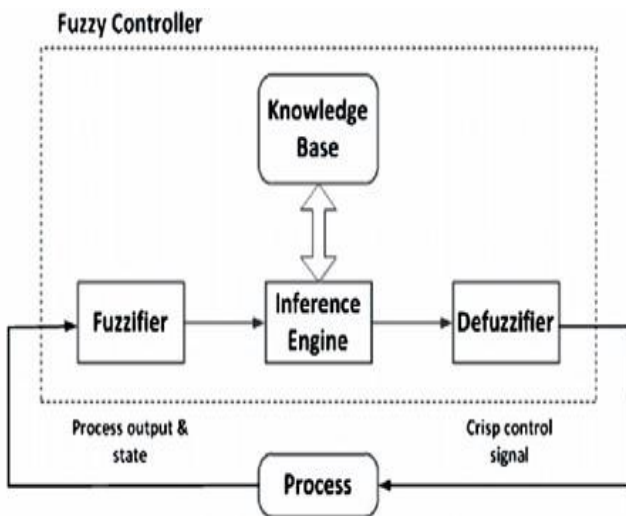 Fuzzy Controller
Knowledge
Base
Fuzzifier
Inference
Engine
Defuzzifier
Process output &
state
Crisp control
signal
Process